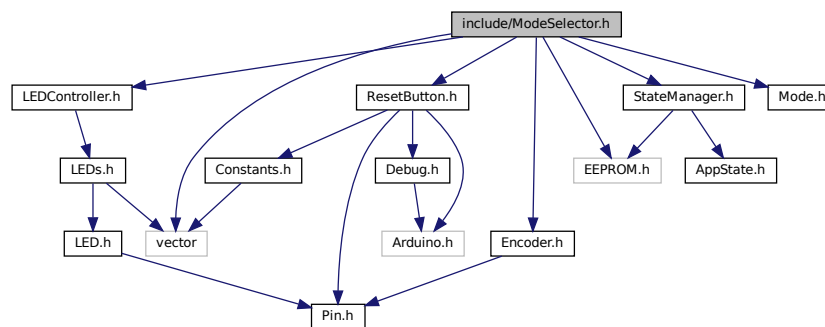 include/ModeSelector.h
LEDController.h
ResetButton.h
StateManager.h
Mode.h
LEDs.h
Constants.h
Debug.h
EEPROM.h
AppState.h
LED.h
vector
Arduino.h
Encoder.h
Pin.h